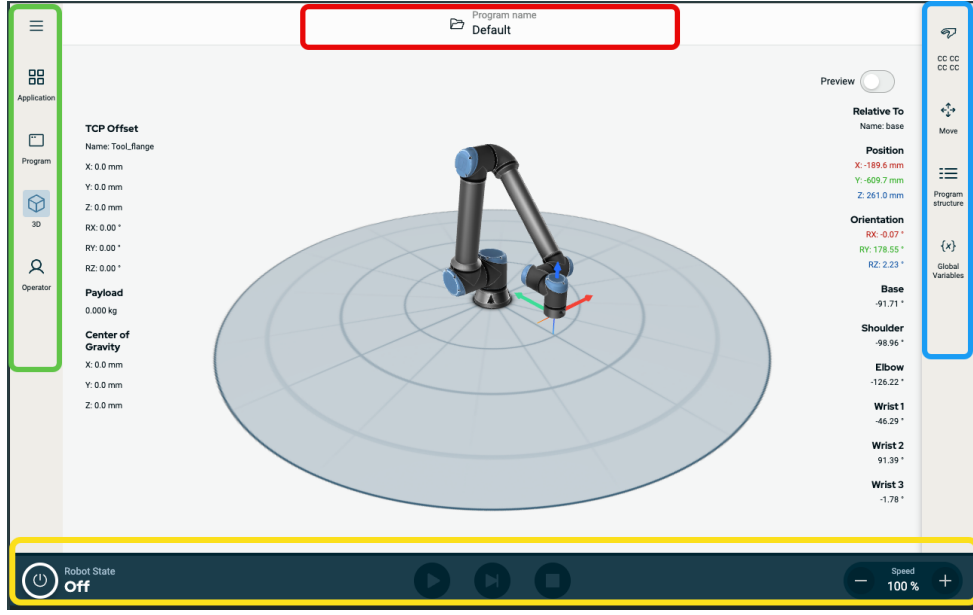 Program name
Default
Application
Program
3D
Operator
TCP Offset
Name: Tool_flange
X: 0.0 mm
Y: 0.0 mm
Z: 0.0 mm
RX: 0.00 °
RY: 0.00 °
RZ: 0.00 °
Payload
0.000 kg
Center of
Gravity
X: 0.0 mm
Y: 0.0 mm
Z: 0.0 mm
Preview
Relative To
Name: base
Position
X: -189.6 mm
Y: -609.7 mm
Z: 261.0 mm
Orientation
RX: -0.07 °
RY: 178.55 °
RZ: 2.23 °
Base
-91.71 °
Shoulder
-98.96 °
Elbow
-126.22 °
Wrist 1
-46.29 °
Wrist 2
91.39 °
Wrist 3
-1.78 °
CC CC
CC CC
Move
Program
structure
{x}
Global
Variables
Robot State
Off
Speed
100 %